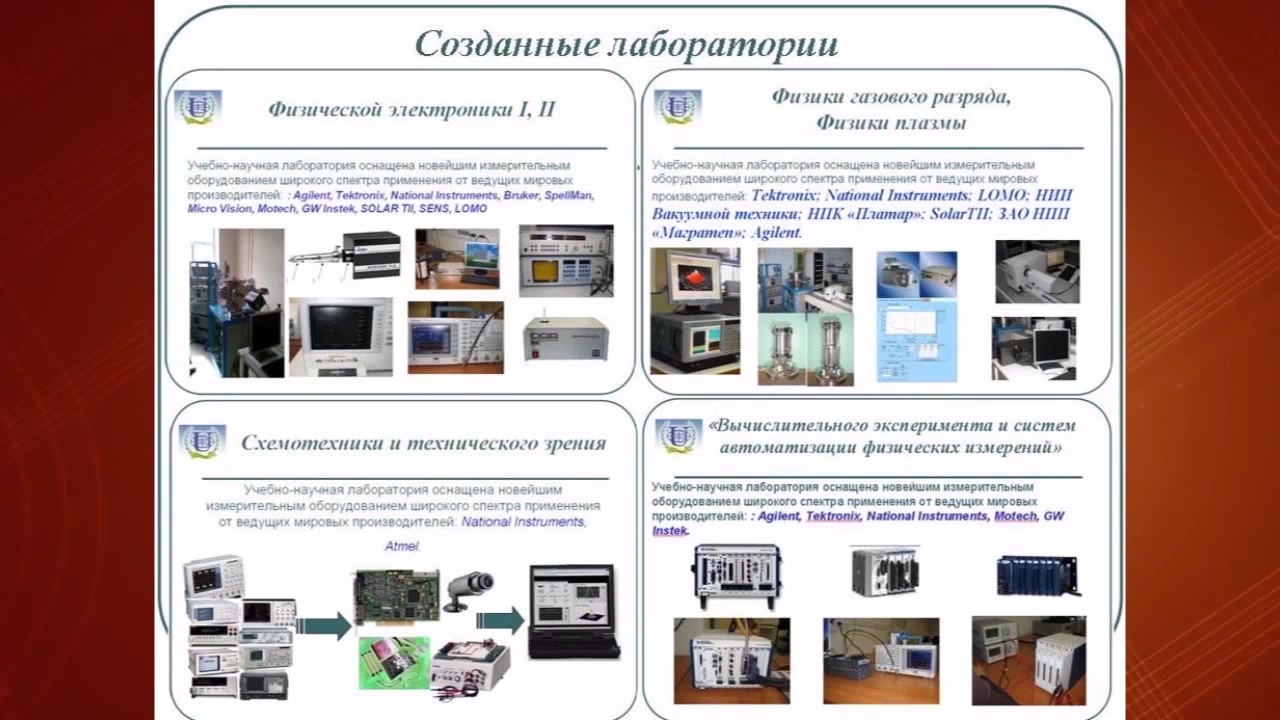 Созданные лаборатории
Физической электроники I, II
Учебно-научная лаборатория оснащена новейшим измерительным
оборудованием широкого спектра применения от ведущих мировых
производителей: : Agilent, Tektronix, National Instruments, Bruker, SpellMan,
Micro Vision, Motech, GW Instek, SOLAR TII, SENS, LOMO
Физики газового разряда,
Физики плазмы
Учебно-научная лаборатория оснащена новейшим измерительным
оборудованием широкого спектра применения от ведущих мировых
производителей: Tektronix; National Instruments; LOMO; НИИ
Вакуумной техники; НПК «Платар»; SolarTII; ЗАО НПП
«Магратеп»; Agilent.
Схемотехники и технического зрения
Учебно-научная лаборатория оснащена новейшим
измерительным оборудованием широкого спектра применения
от ведущих мировых производителей: National Instruments,
Atmel.
«Вычислительного эксперимента и систем
автоматизации физических измерений»
Учебно-научная лаборатория оснащена новейшим измерительным
оборудованием широкого спектра применения от ведущих мировых
производителей: : Agilent, Tektronix, National Instruments, Motech, GW
Instek.